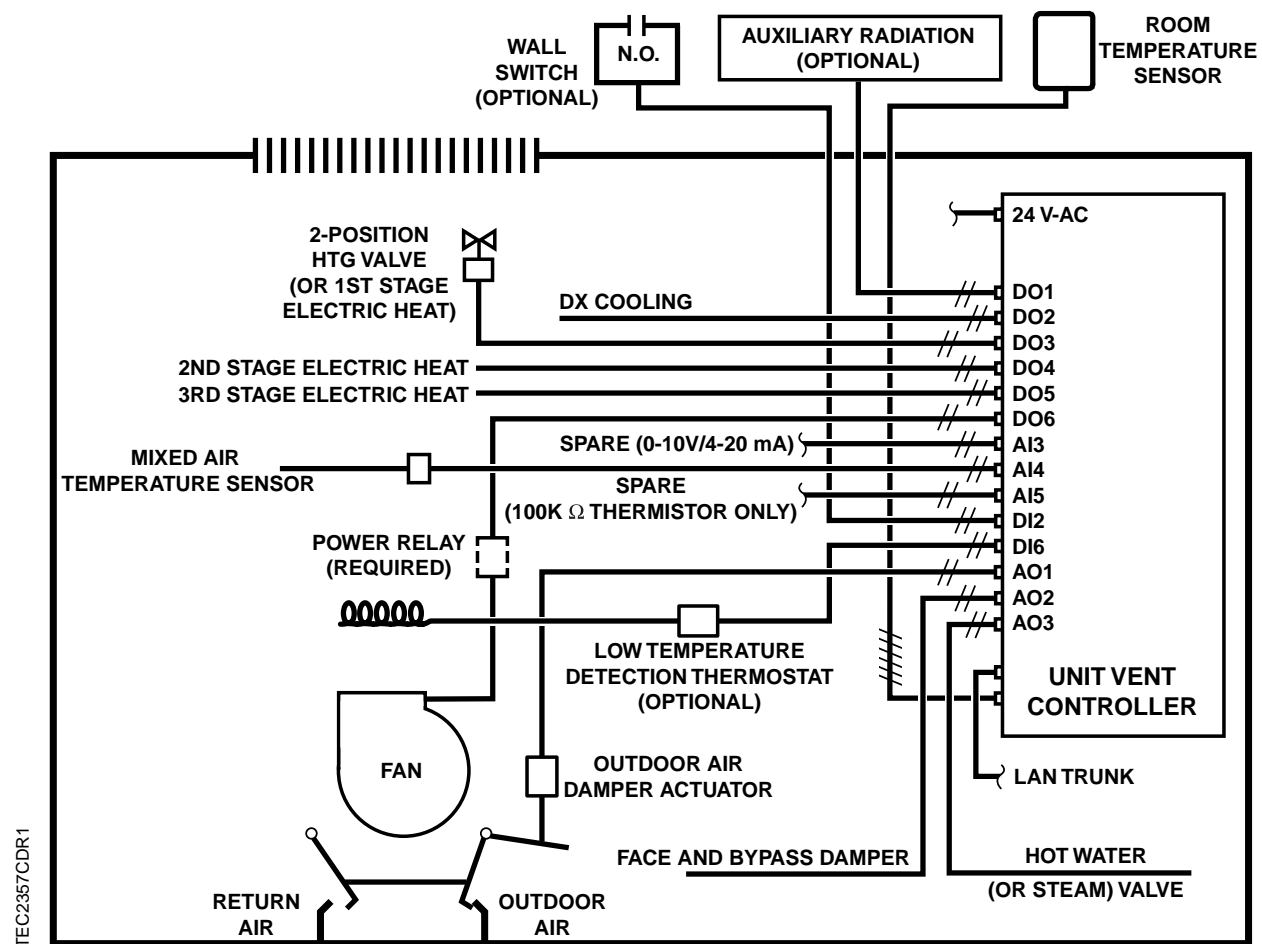 WALL
SWITCH
(OPTIONAL)
N.O.
AUXILIARY RADIATION
(OPTIONAL)
ROOM
TEMPERATURE
SENSOR
24 V-AC
2-POSITION
HTG VALVE
(OR 1ST STAGE
ELECTRIC HEAT)
DX COOLING
2ND STAGE ELECTRIC HEAT
3RD STAGE ELECTRIC HEAT
SPARE (0-10V/4-20 mA)
MIXED AIR
TEMPERATURE SENSOR
SPARE
(100K Ω THERMISTOR ONLY)
POWER RELAY
(REQUIRED)
DO1
DO2
DO3
DO4
DO5
DO6
AI3
AI4
AI5
DI2
DI6
AO1
AO2
AO3
LOW TEMPERATURE
DETECTION THERMOSTAT
(OPTIONAL)
UNIT VENT
CONTROLLER
FAN
OUTDOOR AIR
DAMPER ACTUATOR
LAN TRUNK
FACE AND BYPASS DAMPER
HOT WATER
(OR STEAM) VALVE
RETURN
AIR
OUTDOOR
AIR
TEC2357CDR1